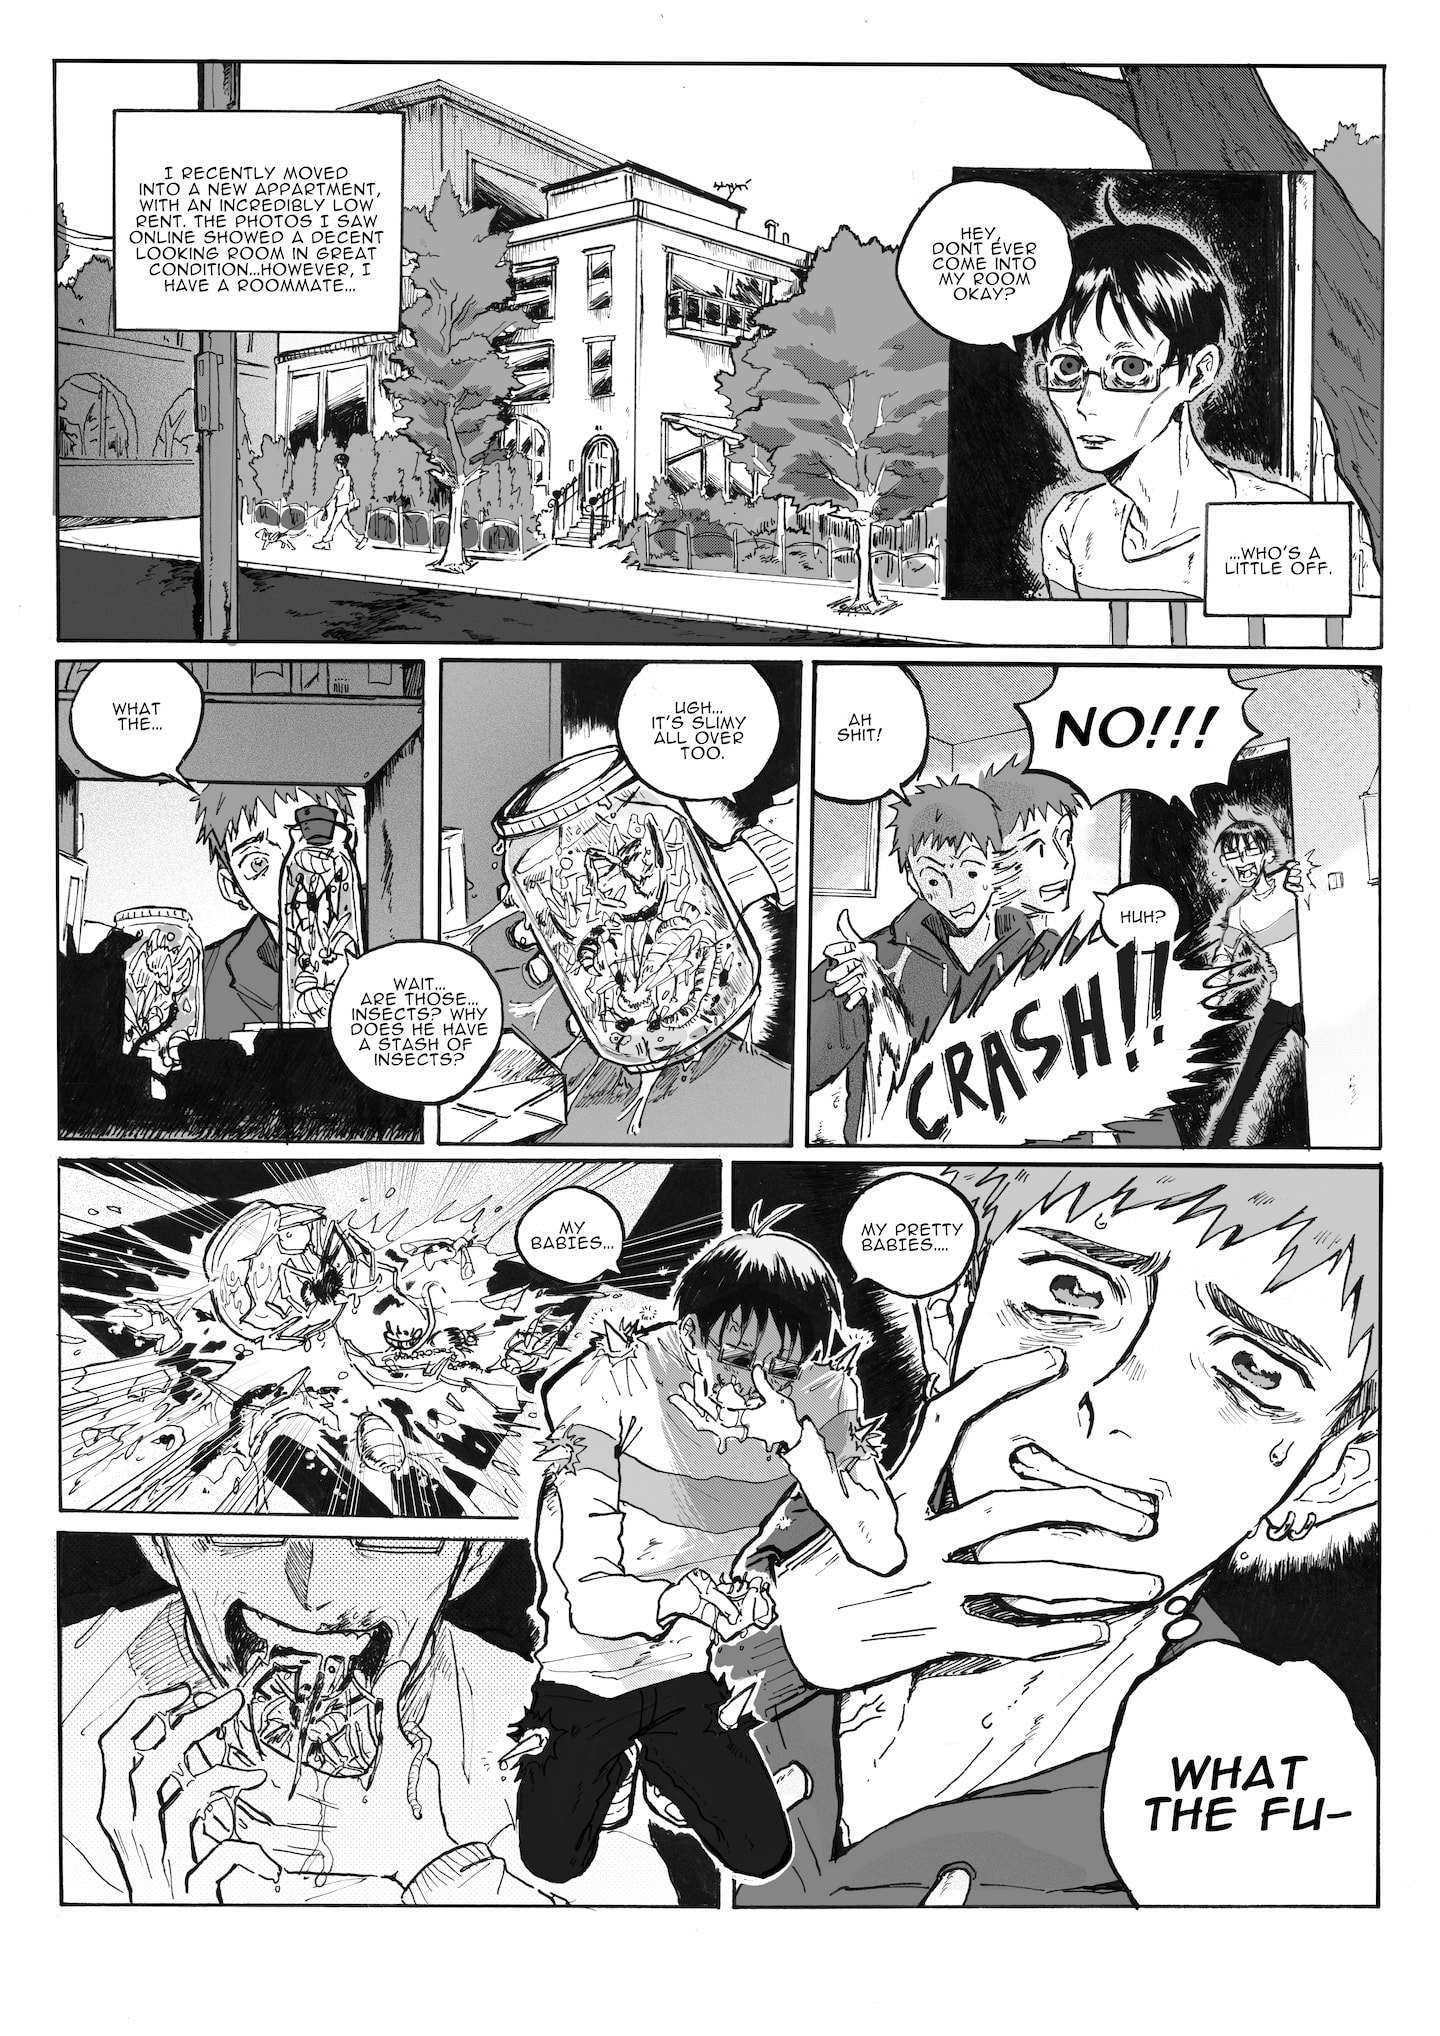 I RECENTLY MOVED
INTO A NEW APPARTMENT,
WITH AN INCREDIBLY LOW
RENT. THE PHOTOS I SAW
ONLINE SHOWED A DECENT
LOOKING ROOM IN GREAT
CONDITION...HOWEVER, I
HAVE A ROOMMATE...
HEY,
DONT EVER
COME INTO
MY ROOM
OKAY?
...WHO'S A
LITTLE OFF.
WHAT
THE...
WAIT...
ARE THOSE...
INSECTS? WHY
DOES HE HAVE
A STASH OF
INSECTS?
UGH...
IT'S SLIMY
ALL OVER
TOO.
AH
SHIT!
NO!!!
HUH?
CRASH!!
MY
BABIES...
MY PRETTY
BABIES....
WHAT
THE FU-